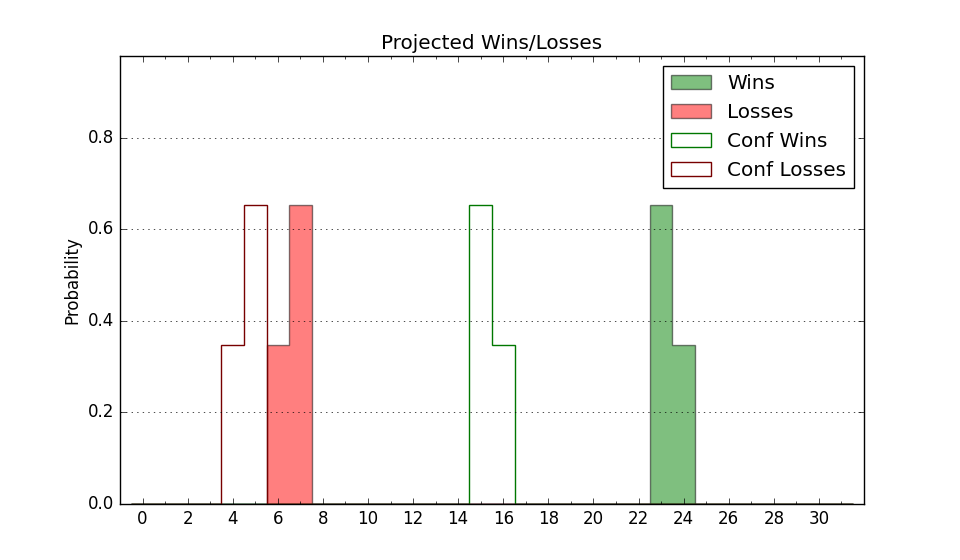 Projected Wins/Losses
Wins
Losses
Conf Wins
Conf Losses
Probability
0.8
0.6
0.4
0.2
0.0
0 2 4 6 8 10 12 14 16 18 20 22 24 26 28 30